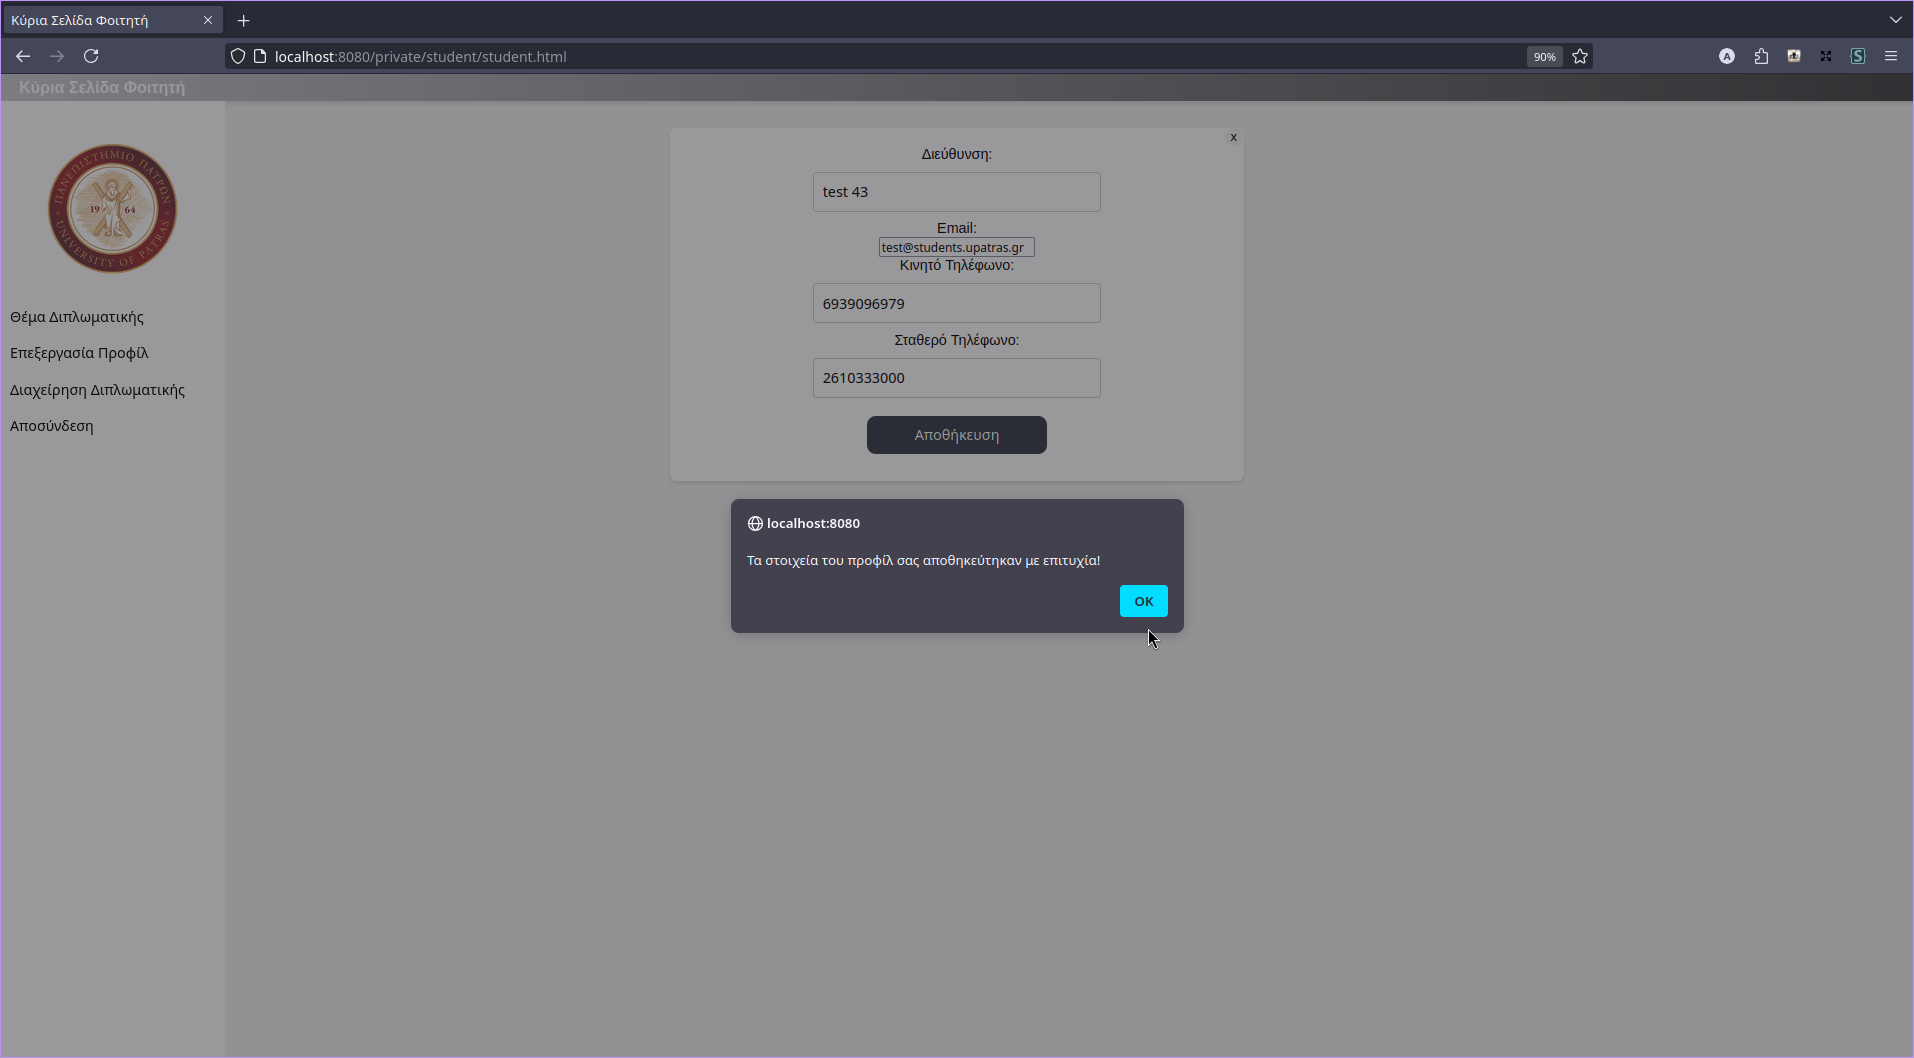 Κύρια Σελίδα Φοιτητή
localhost:8080/private/student/student.html
90%
A
S
Κύρια Σελίδα Φοιτητή
ΠΑΝΕΠΙΣΤΗΜΙΟ ΠΑΤΡΩΝ
19 64
UNIVERSITY OF PATRAS
Θέμα Διπλωματικής
Επεξεργασία Προφίλ
Διαχείρηση Διπλωματικής
Αποσύνδεση
x
Διεύθυνση:
test 43
Email:
test@students.upatras.gr
Κινητό Τηλέφωνο:
6939096979
Σταθερό Τηλέφωνο:
2610333000
Αποθήκευση
localhost:8080
Τα στοιχεία του προφίλ σας αποθηκεύτηκαν με επιτυχία!
OK